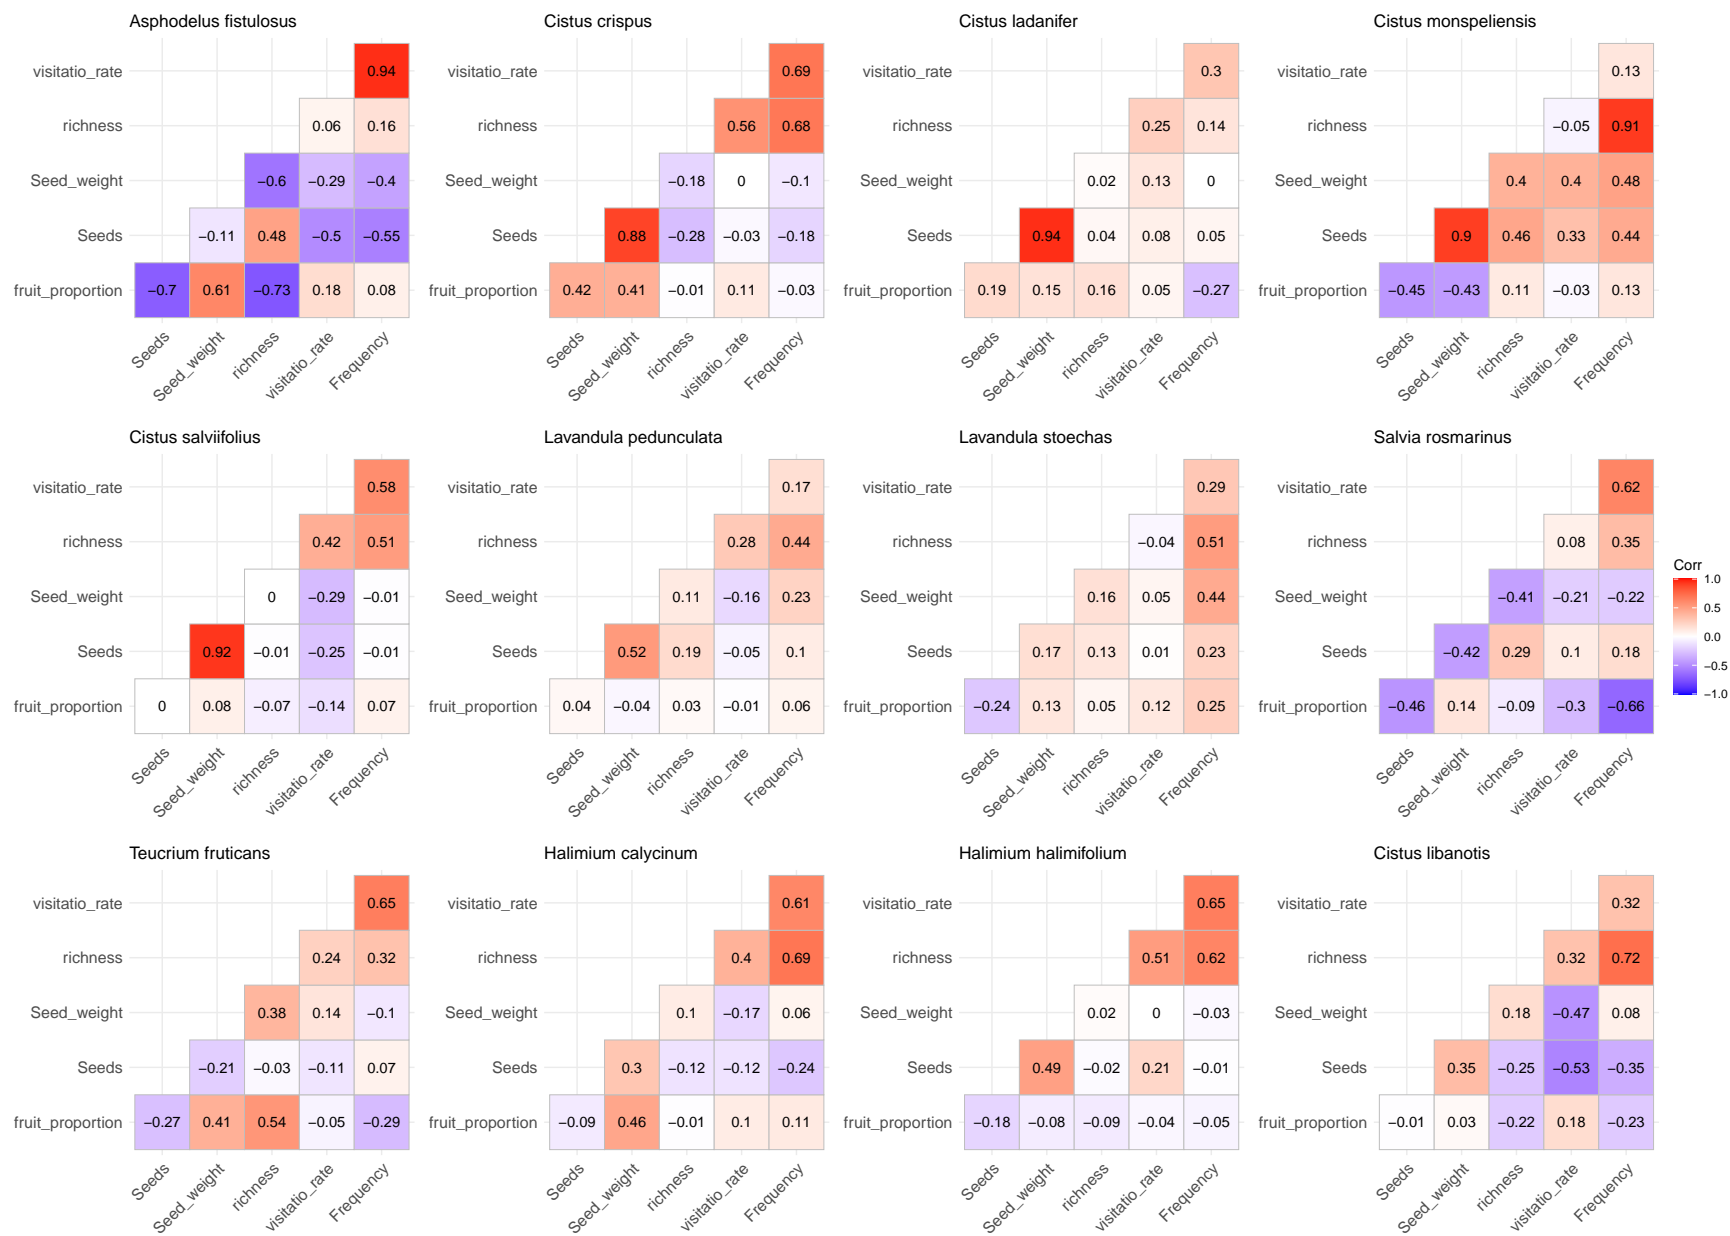 Asphodelus fistulosus
visitatio_rate 0.94
richness 0.06 0.16
Seed_weight −0.6 −0.29 −0.4
Seeds −0.11 0.48 −0.5 −0.55
fruit_proportion −0.7 0.61 −0.73 0.18 0.08
Seeds Seed_weight richness visitatio_rate Frequency
Cistus crispus
visitatio_rate 0.69
richness 0.56 0.68
Seed_weight −0.18 0 −0.1
Seeds 0.88 −0.28 −0.03 −0.18
fruit_proportion 0.42 0.41 −0.01 0.11 −0.03
Seeds Seed_weight richness visitatio_rate Frequency
Cistus ladanifer
visitatio_rate 0.3
richness 0.25 0.14
Seed_weight 0.02 0.13 0
Seeds 0.94 0.04 0.08 0.05
fruit_proportion 0.19 0.15 0.16 0.05 −0.27
Seeds Seed_weight richness visitatio_rate Frequency
Cistus monspeliensis
visitatio_rate 0.13
richness −0.05 0.91
Seed_weight 0.4 0.4 0.48
Seeds 0.9 0.46 0.33 0.44
fruit_proportion −0.45 −0.43 0.11 −0.03 0.13
Seeds Seed_weight richness visitatio_rate Frequency
Cistus salviifolius
visitatio_rate 0.58
richness 0.42 0.51
Seed_weight 0 −0.29 −0.01
Seeds 0.92 −0.01 −0.25 −0.01
fruit_proportion 0 0.08 −0.07 −0.14 0.07
Seeds Seed_weight richness visitatio_rate Frequency
Lavandula pedunculata
visitatio_rate 0.17
richness 0.28 0.44
Seed_weight 0.11 −0.16 0.23
Seeds 0.52 0.19 −0.05 0.1
fruit_proportion 0.04 −0.04 0.03 −0.01 0.06
Seeds Seed_weight richness visitatio_rate Frequency
Lavandula stoechas
visitatio_rate 0.29
richness −0.04 0.51
Seed_weight 0.16 0.05 0.44
Seeds 0.17 0.13 0.01 0.23
fruit_proportion −0.24 0.13 0.05 0.12 0.25
Seeds Seed_weight richness visitatio_rate Frequency
Salvia rosmarinus
visitatio_rate 0.62
richness 0.08 0.35
Seed_weight −0.41 −0.21 −0.22
Seeds −0.42 0.29 0.1 0.18
fruit_proportion −0.46 0.14 −0.09 −0.3 −0.66
Seeds Seed_weight richness visitatio_rate Frequency
Corr
1.0
0.5
0.0
−0.5
−1.0
Teucrium fruticans
visitatio_rate 0.65
richness 0.24 0.32
Seed_weight 0.38 0.14 −0.1
Seeds −0.21 −0.03 −0.11 0.07
fruit_proportion −0.27 0.41 0.54 −0.05 −0.29
Seeds Seed_weight richness visitatio_rate Frequency
Halimium calycinum
visitatio_rate 0.61
richness 0.4 0.69
Seed_weight 0.1 −0.17 0.06
Seeds 0.3 −0.12 −0.12 −0.24
fruit_proportion −0.09 0.46 −0.01 0.1 0.11
Seeds Seed_weight richness visitatio_rate Frequency
Halimium halimifolium
visitatio_rate 0.65
richness 0.51 0.62
Seed_weight 0.02 0 −0.03
Seeds 0.49 −0.02 0.21 −0.01
fruit_proportion −0.18 −0.08 −0.09 −0.04 −0.05
Seeds Seed_weight richness visitatio_rate Frequency
Cistus libanotis
visitatio_rate 0.32
richness 0.32 0.72
Seed_weight 0.18 −0.47 0.08
Seeds 0.35 −0.25 −0.53 −0.35
fruit_proportion −0.01 0.03 −0.22 0.18 −0.23
Seeds Seed_weight richness visitatio_rate Frequency